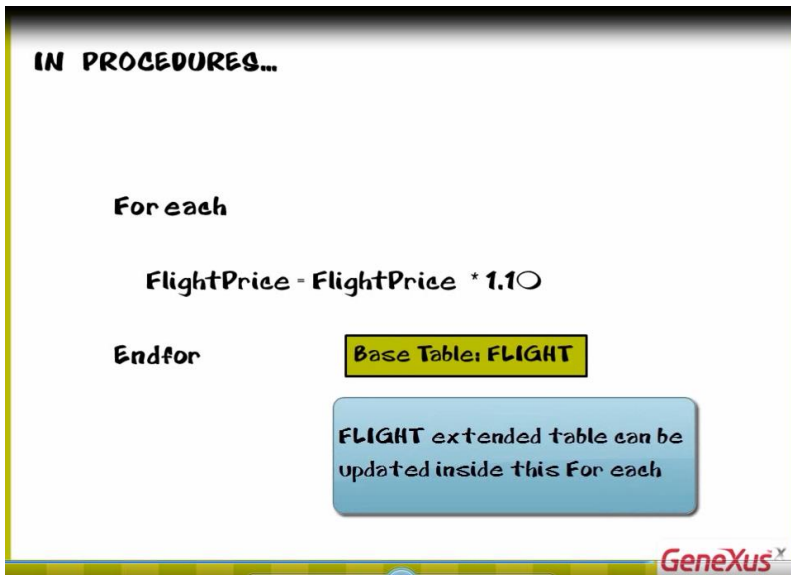 IN PROCEDURES...
For each
FlightPrice = FlightPrice * 1.10
Endfor
Base Table: FLIGHT
FLIGHT extended table can be
updated inside this For each
GeneXus X